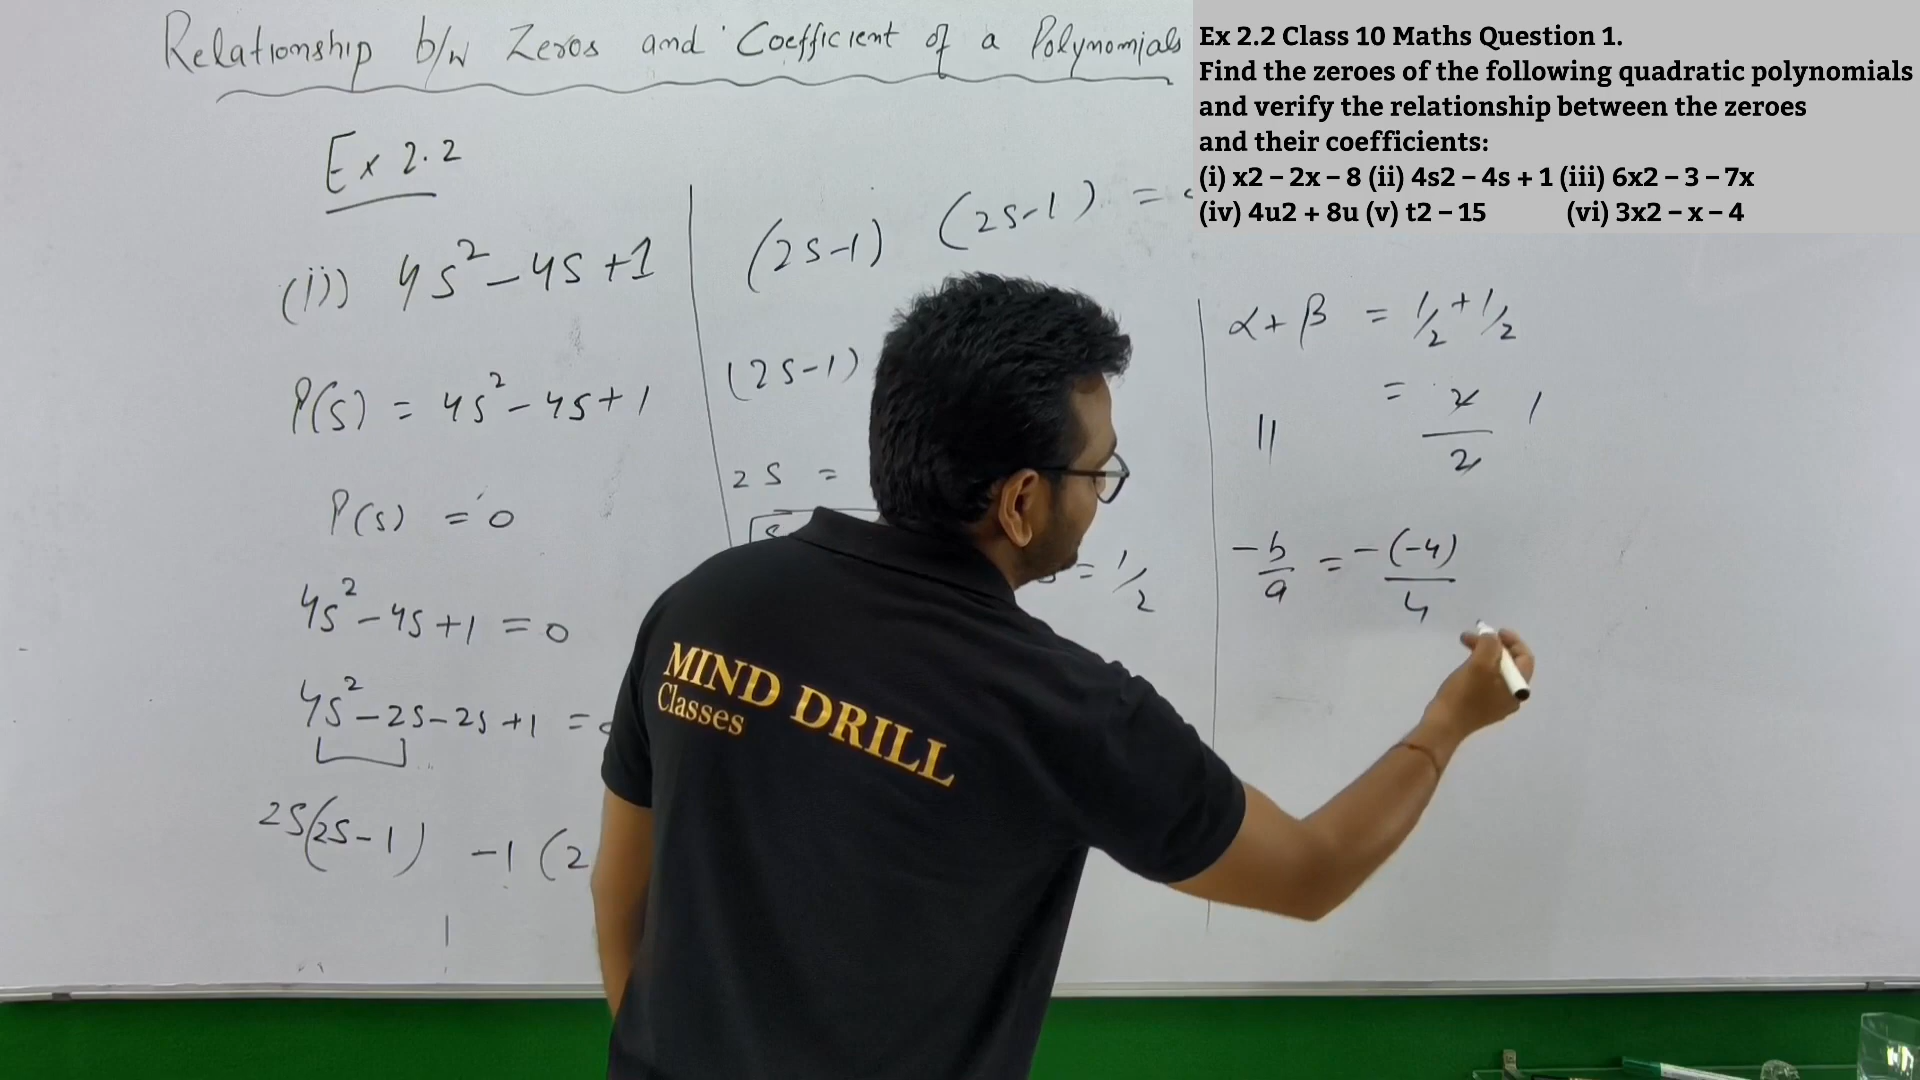 Relationship b/w Zeros and Coefficient of a Polynomials
Ex 2.2 Class 10 Maths Question 1.
Find the zeroes of the following quadratic polynomials
and verify the relationship between the zeroes
and their coefficients:
(i) x2 – 2x – 8 (ii) 4s2 – 4s + 1 (iii) 6x2 – 3 – 7x
(iv) 4u2 + 8u (v) t2 – 15 (vi) 3x2 – x – 4
Ex 2.2
(ii) 4s² - 4s + 1
P(s) = 4s² - 4s + 1
P(s) = 0
4s² - 4s + 1 = 0
4s² - 2s - 2s + 1 =
2s(2s-1) -1 (2
(2s-1) (2s-1) =
(2s-1)
2s =
= 1/2
α + β = 1/2 + 1/2
= 2/2 1
||
-b/a = -(-4)/4
MIND DRILL
Classes